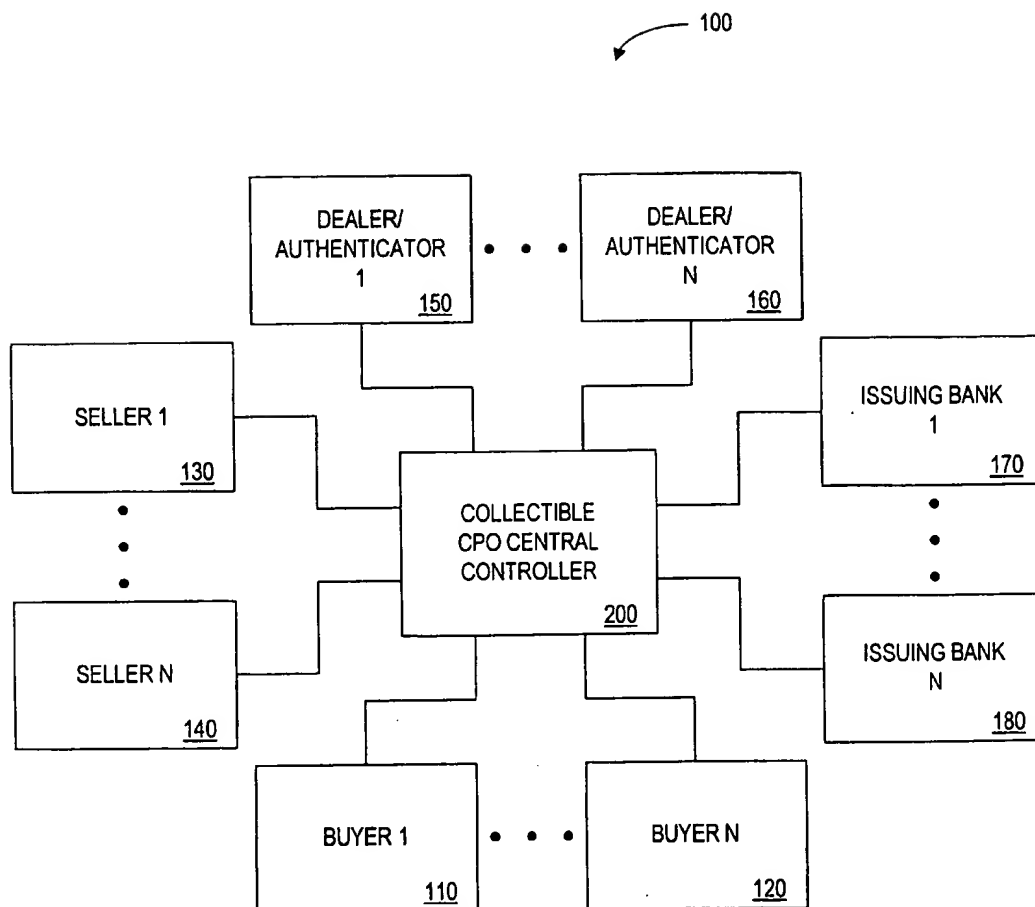 100
DEALER/
AUTHENTICATOR
1
150
DEALER/
AUTHENTICATOR
N
160
SELLER 1
130
ISSUING BANK
1
170
COLLECTIBLE
CPO CENTRAL
CONTROLLER
200
SELLER N
140
ISSUING BANK
N
180
BUYER 1
110
BUYER N
120